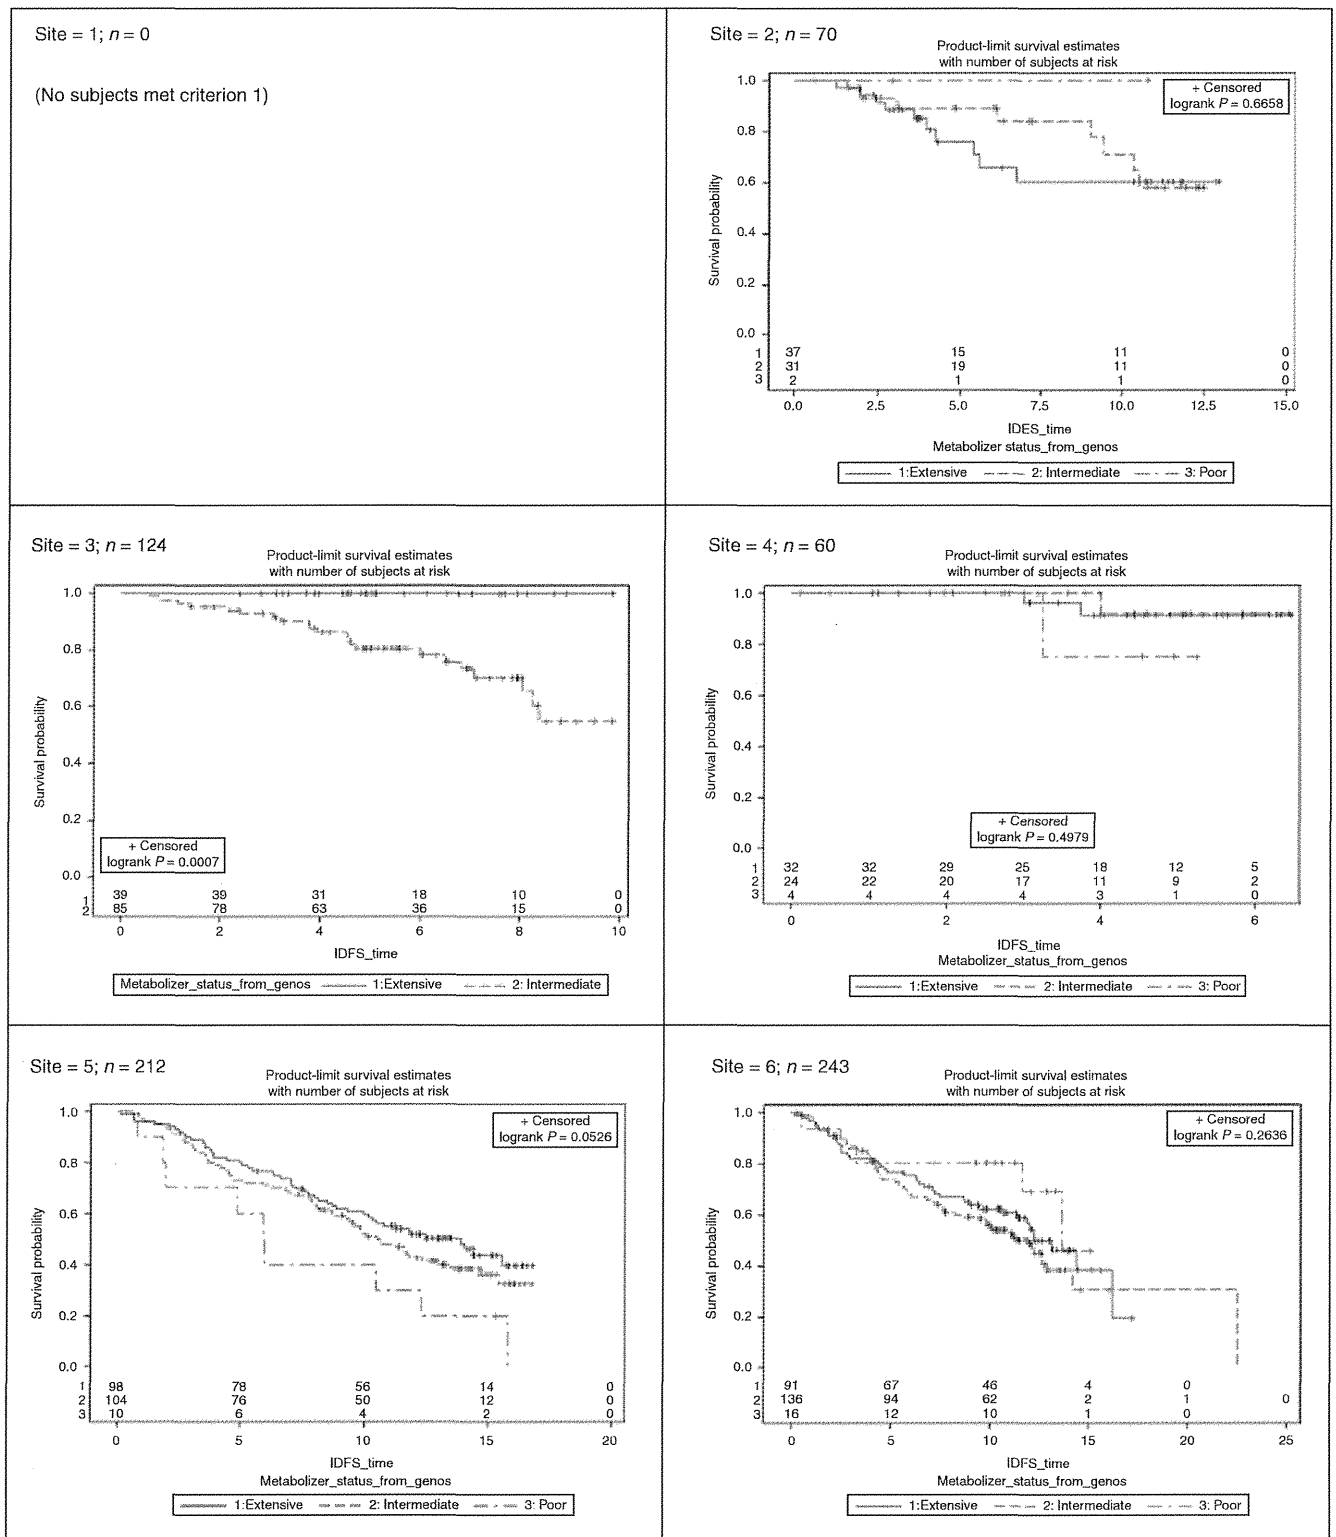 Site = 1; n = 0
(No subjects met criterion 1)
Site = 2; n = 70
Product-limit survival estimates
with number of subjects at risk
+ Censored
logrank P = 0.6658
1.0
0.8
0.6
0.4
0.2
0.0
Survival probability
1 37 15 11 0
2 31 19 11 0
3 2 1 1 0
0.0 2.5 5.0 7.5 10.0 12.5 15.0
IDES_time
Metabolizer status_from_genos
1:Extensive 2: Intermediate 3: Poor
Site = 3; n = 124
Product-limit survival estimates
with number of subjects at risk
1.0
0.8
0.6
0.4
0.2
0.0
Survival probability
+ Censored
logrank P = 0.0007
1 39 39 31 18 10 0
2 85 78 63 36 15 0
0 2 4 6 8 10
IDFS_time
Metabolizer_status_from_genos 1:Extensive 2: Intermediate
Site = 4; n = 60
Product-limit survival estimates
with number of subjects at risk
1.0
0.8
0.6
0.4
0.2
0.0
Survival probability
+ Censored
logrank P = 0.4979
1 32 32 29 25 18 12 5
2 24 22 20 17 11 9 2
3 4 4 4 4 3 1 0
0 2 4 6
IDFS_time
Metabolizer_status_from_genos
1:Extensive 2: Intermediate 3: Poor
Site = 5; n = 212
Product-limit survival estimates
with number of subjects at risk
+ Censored
logrank P = 0.0526
1.0
0.8
0.6
0.4
0.2
0.0
Survival probability
1 98 78 56 14 0
2 104 76 50 12 0
3 10 6 4 2 0
0 5 10 15 20
IDFS_time
Metabolizer_status_from_genos
1:Extensive 2: Intermediate 3: Poor
Site = 6; n = 243
Product-limit survival estimates
with number of subjects at risk
+ Censored
logrank P = 0.2636
1.0
0.8
0.6
0.4
0.2
0.0
Survival probability
1 91 67 46 4 0
2 136 94 62 2 1 0
3 16 12 10 1 0
0 5 10 15 20 25
IDFS_time
Metabolizer_status_from_genos
1:Extensive 2: Intermediate 3: Poor